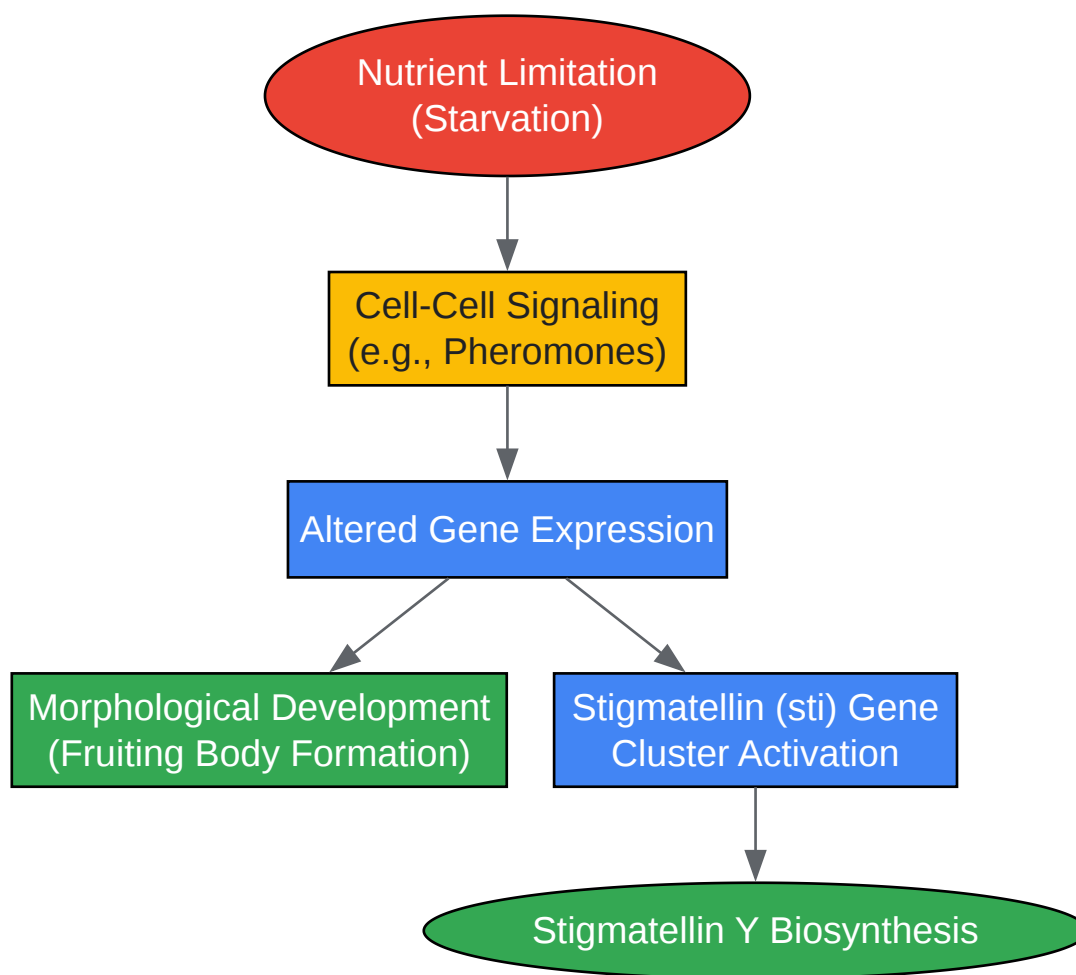 Nutrient Limitation
(Starvation)
Cell-Cell Signaling
(e.g., Pheromones)
Altered Gene Expression
Morphological Development
(Fruiting Body Formation)
Stigmatellin (sti) Gene
Cluster Activation
Stigmatellin Y Biosynthesis